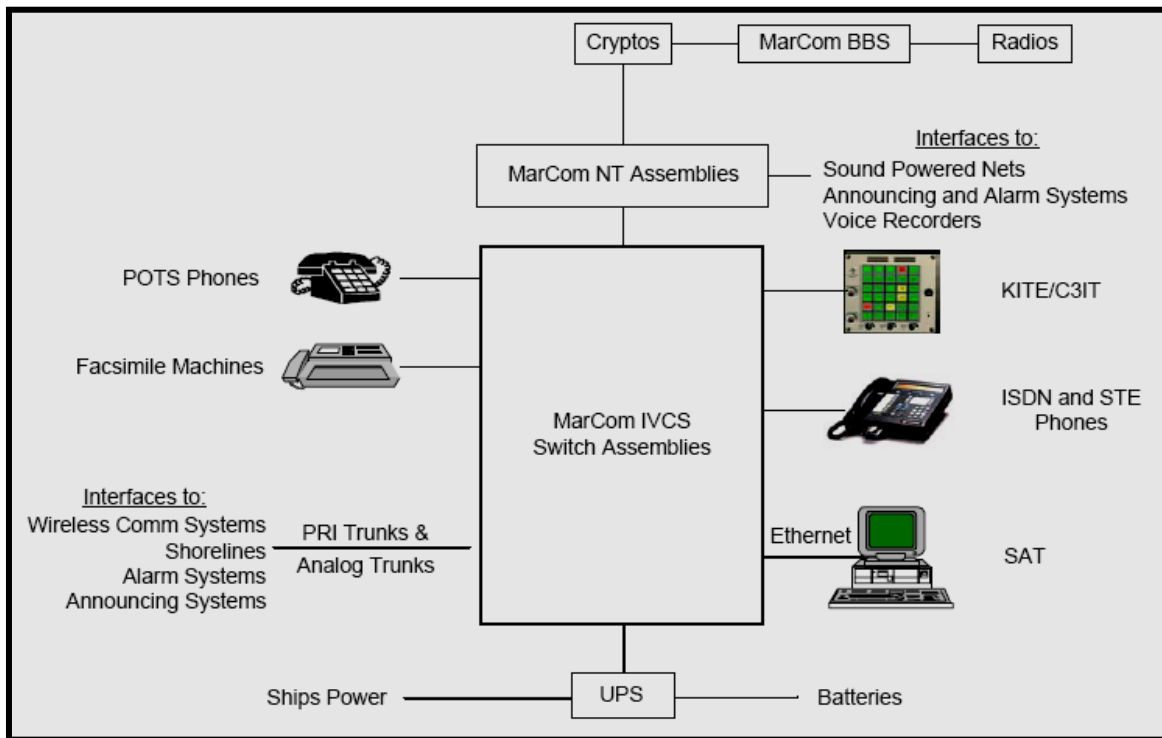 Cryptos
MarCom BBS
Radios
Interfaces to:
MarCom NT Assemblies
Sound Powered Nets
Announcing and Alarm Systems
Voice Recorders
POTS Phones
KITE/C3IT
Facsimile Machines
ISDN and STE
Phones
MarCom IVCS
Switch Assemblies
Interfaces to:
Wireless Comm Systems
Shorelines
Alarm Systems
Announcing Systems
PRI Trunks &
Analog Trunks
Ethernet
SAT
Ships Power
UPS
Batteries